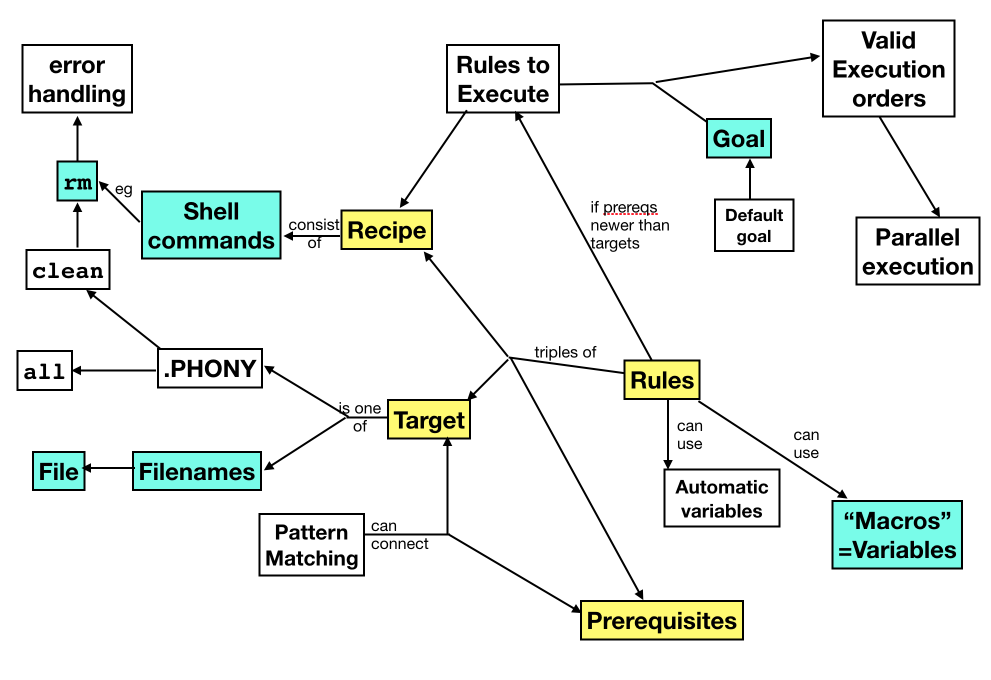 error
handling
Rules to
Execute
Valid
Execution
orders
Goal
rm
eg
Shell
commands
consist
of
Recipe
if prereqs
newer than
targets
Default
goal
Parallel
execution
clean
all
.PHONY
triples of
Rules
is one
of
Target
can
use
can
use
File
Filenames
Automatic
variables
“Macros”
=Variables
Pattern
Matching
can
connect
Prerequisites